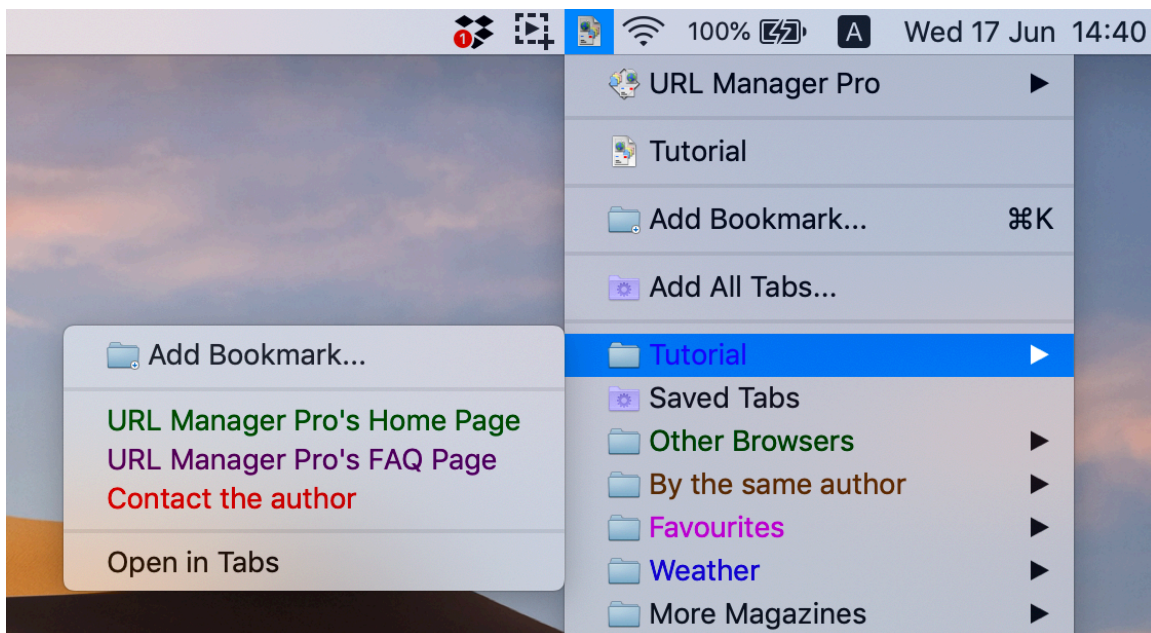 1 100% A Wed 17 Jun 14:40
URL Manager Pro
Tutorial
Add Bookmark... ⌘K
Add All Tabs...
Tutorial
Saved Tabs
Other Browsers
By the same author
Favourites
Weather
More Magazines
Add Bookmark...
URL Manager Pro's Home Page
URL Manager Pro's FAQ Page
Contact the author
Open in Tabs